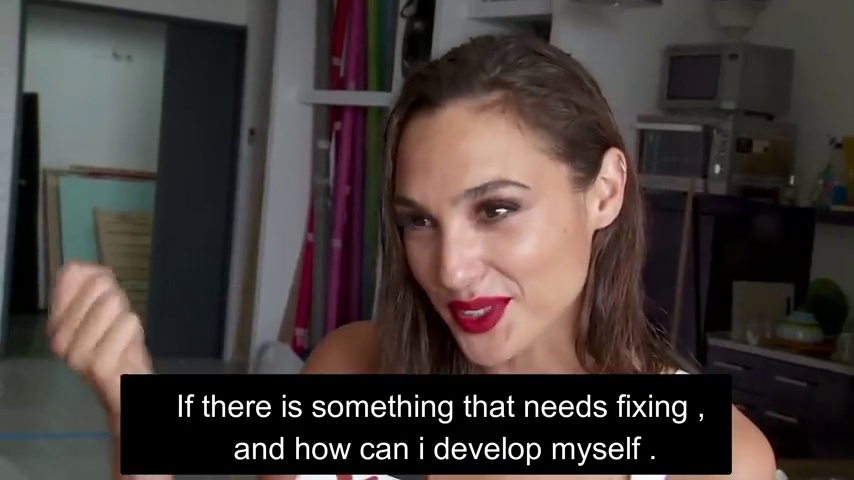 If there is something that needs fixing ,
and how can i develop myself .